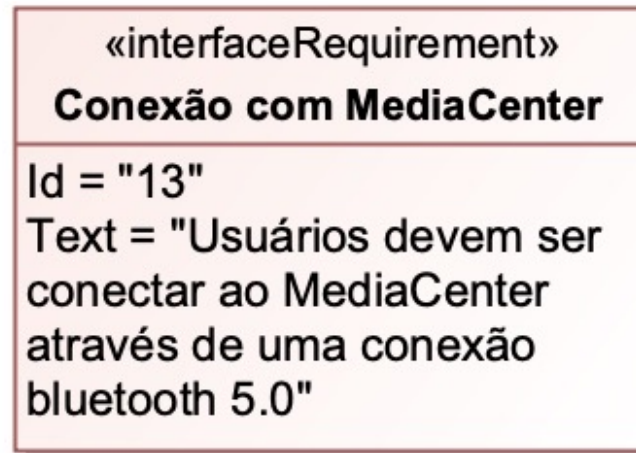 «interfaceRequirement»
Conexão com MediaCenter
Id = "13"
Text = "Usuários devem ser
conectar ao MediaCenter
através de uma conexão
bluetooth 5.0"